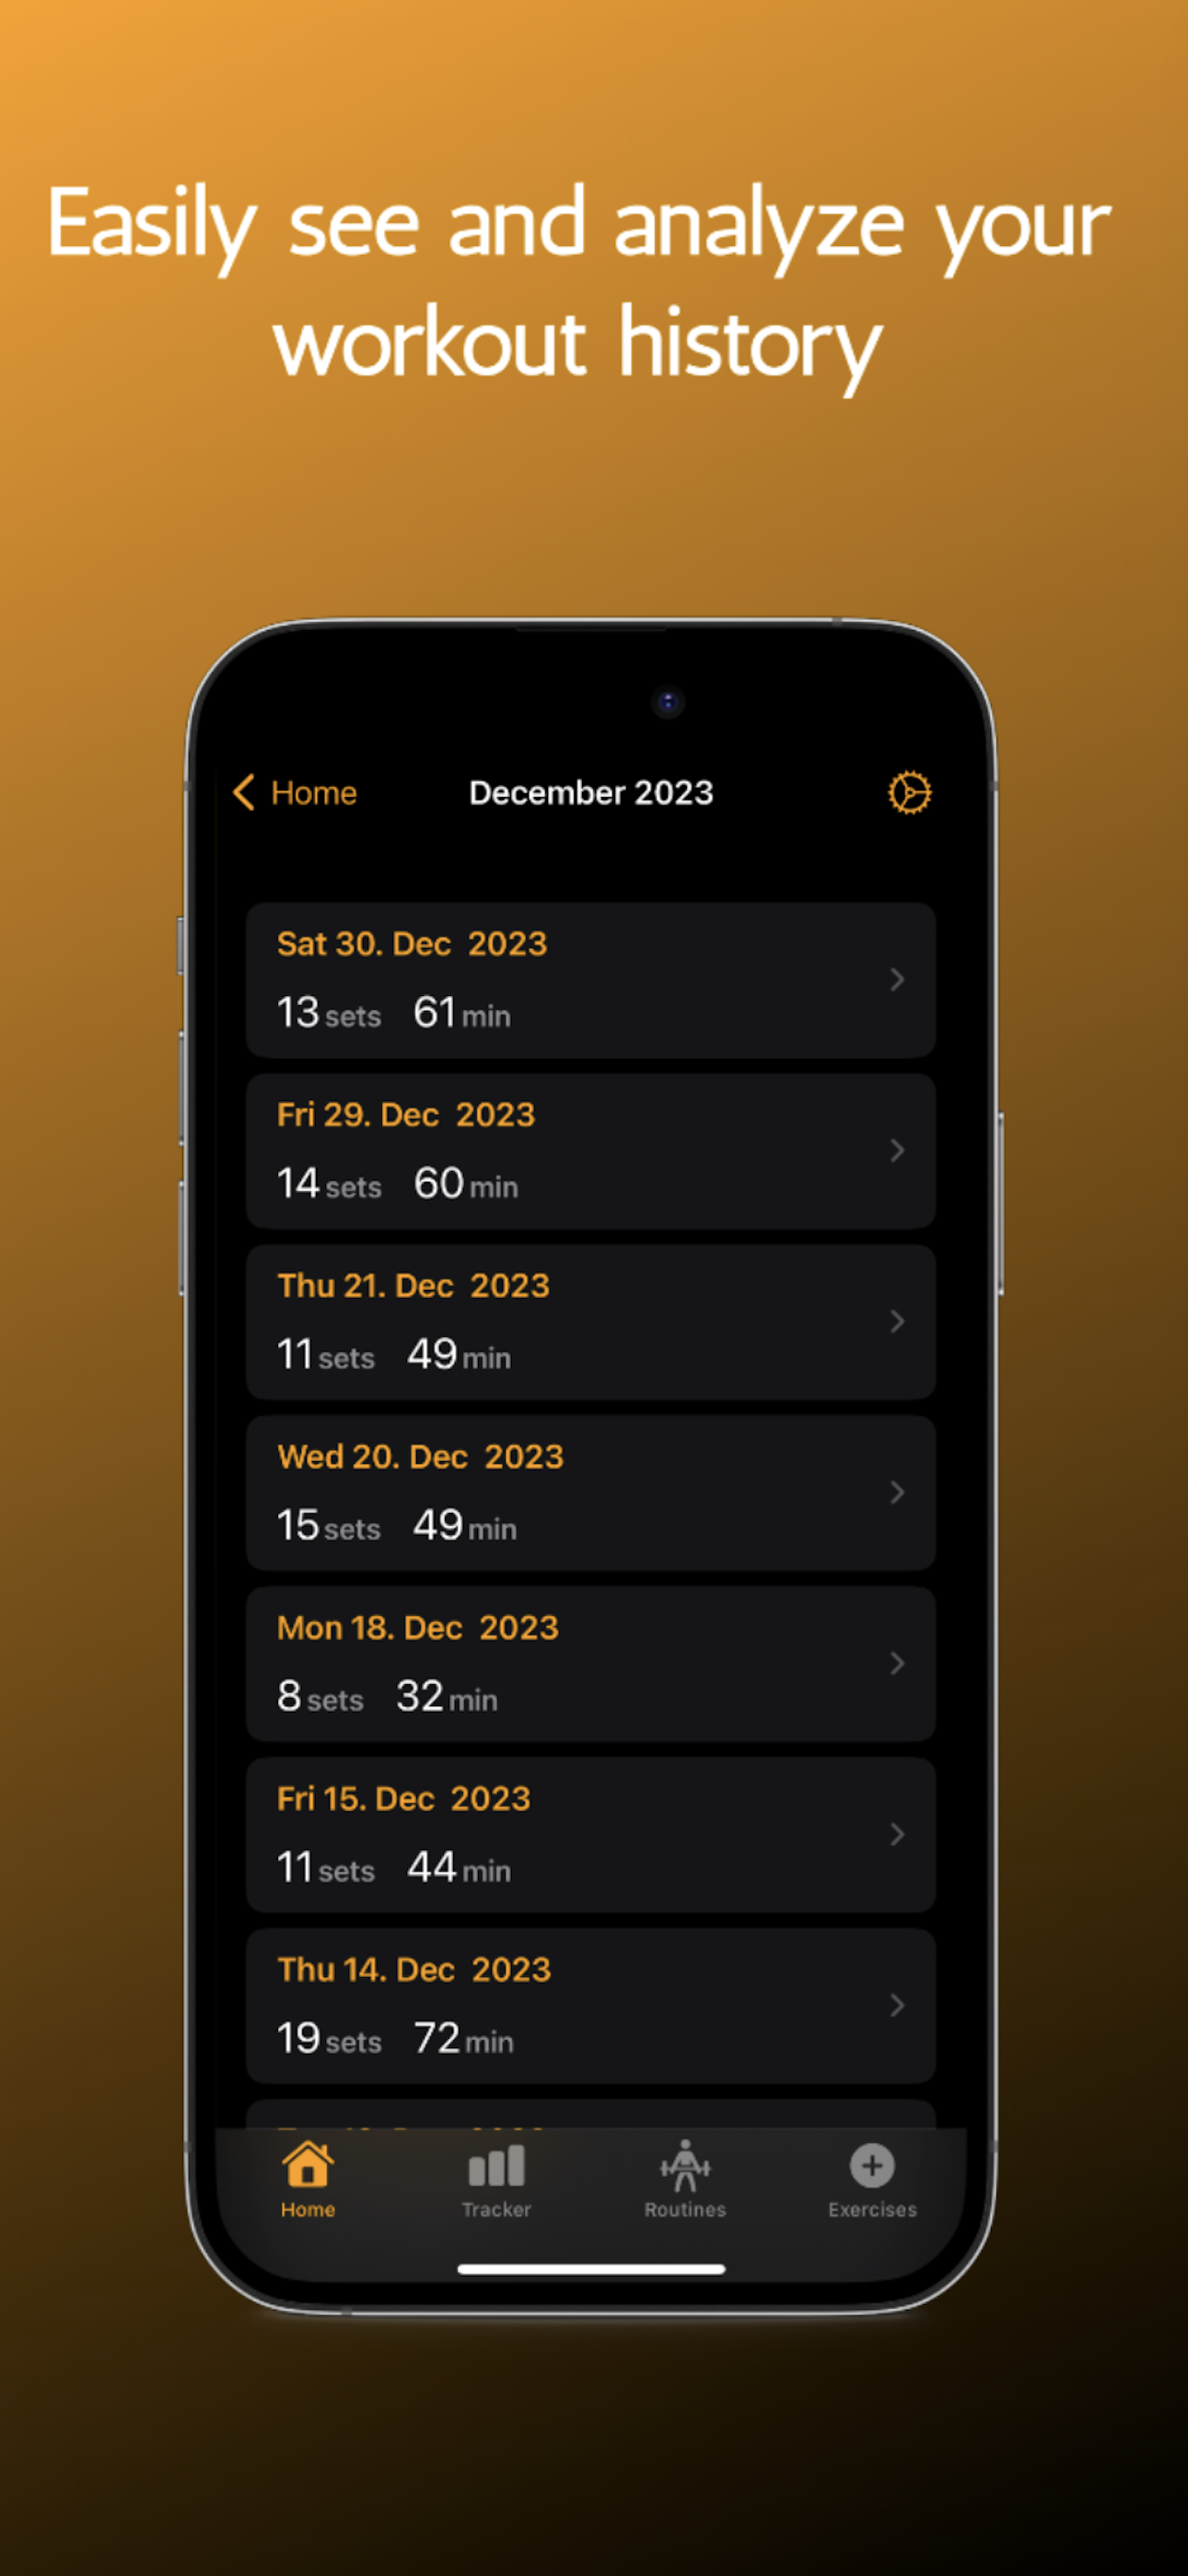 Easily see and analyze your
workout history
Home
December 2023
Sat 30. Dec 2023
13 sets 61 min
Fri 29. Dec 2023
14 sets 60 min
Thu 21. Dec 2023
11 sets 49 min
Wed 20. Dec 2023
15 sets 49 min
Mon 18. Dec 2023
8 sets 32 min
Fri 15. Dec 2023
11 sets 44 min
Thu 14. Dec 2023
19 sets 72 min
Home
Tracker
Routines
Exercises